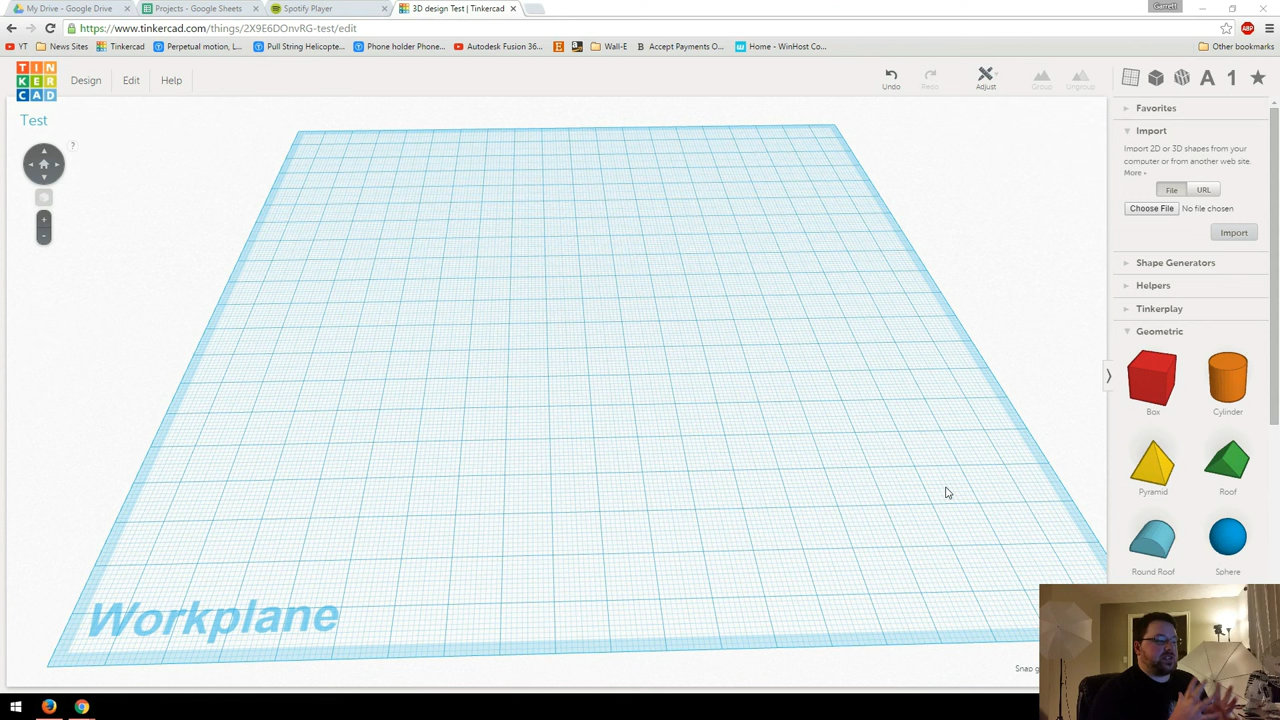 My Drive - Google Drive
Projects - Google Sheets
Spotify Player
3D design Test | Tinkercad
Garrett
https://www.tinkercad.com/things/2X9E6DOnvRG-test/edit
ABP
YT
News Sites
Tinkercad
Perpetual motion, L...
Pull String Helicopte...
Phone holder Phone...
Autodesk Fusion 36...
Wall-E
Accept Payments O...
Home - WinHost Co...
Other bookmarks
TIN
KER
CAD
Design
Edit
Help
Undo
Redo
Adjust
Group
Ungroup
Test
?
Favorites
Import
Import 2D or 3D shapes from your
computer or from another web site.
More
File
URL
Choose File
No file chosen
Import
Shape Generators
Helpers
Tinkerplay
Geometric
Box
Cylinder
Pyramid
Roof
Round Roof
Sphere
Workplane
Snap